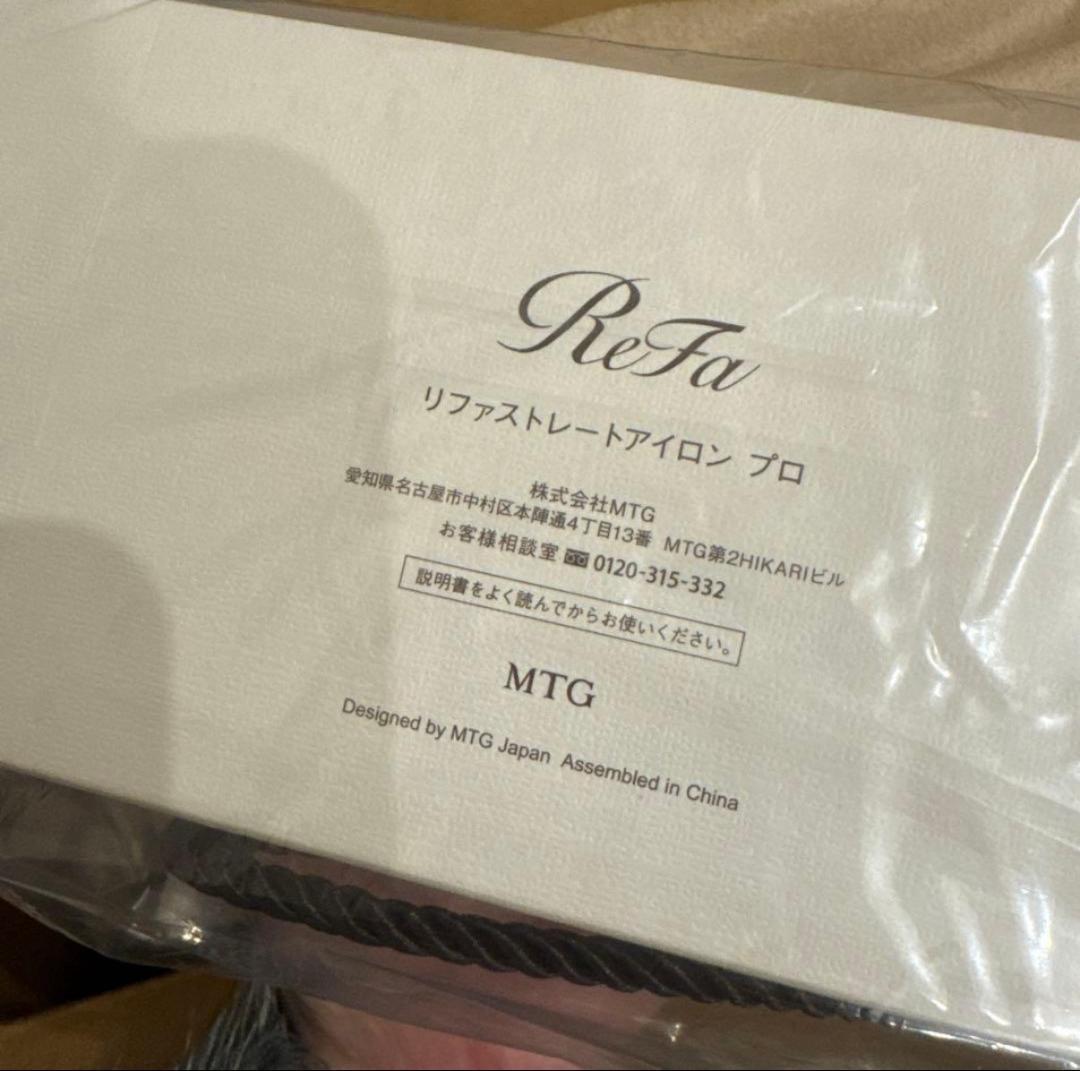 ReFa
リファストレートアイロン プロ
株式会社MTG
愛知県名古屋市中村区本陣通4丁目13番 MTG第2HIKARIビル
お客様相談室 0120-315-332
説明書をよく読んでからお使いください。
MTG
Designed by MTG Japan Assembled in China